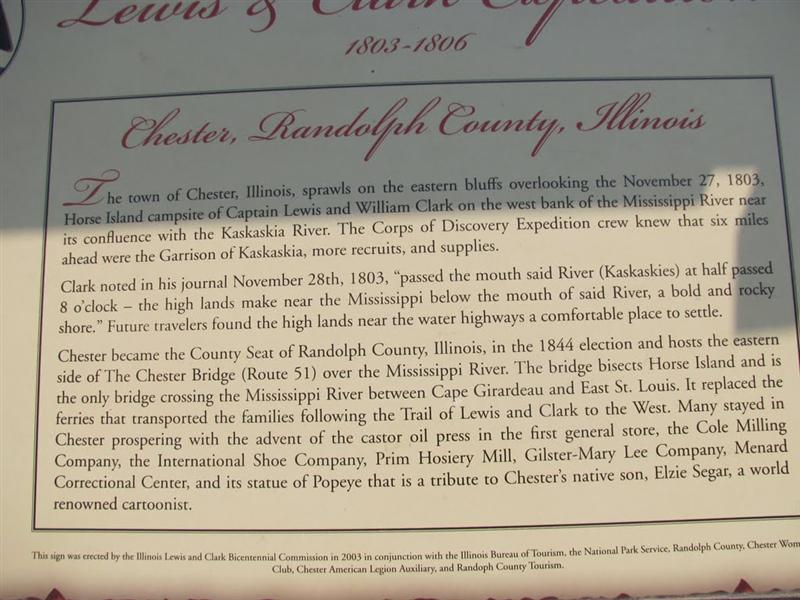 Lewis & Clark Expedition
1803-1806
Chester, Randolph County, Illinois
The town of Chester, Illinois, sprawls on the eastern bluffs overlooking the November 27, 1803,
Horse Island campsite of Captain Lewis and William Clark on the west bank of the Mississippi River near
its confluence with the Kaskaskia River. The Corps of Discovery Expedition crew knew that six miles
ahead were the Garrison of Kaskaskia, more recruits, and supplies.
Clark noted in his journal November 28th, 1803, “passed the mouth said River (Kaskaskies) at half passed
8 o'clock – the high lands make near the Mississippi below the mouth of said River, a bold and rocky
shore.” Future travelers found the high lands near the water highways a comfortable place to settle.
Chester became the County Seat of Randolph County, Illinois, in the 1844 election and hosts the eastern
side of The Chester Bridge (Route 51) over the Mississippi River. The bridge bisects Horse Island and is
the only bridge crossing the Mississippi River between Cape Girardeau and East St. Louis. It replaced the
ferries that transported the families following the Trail of Lewis and Clark to the West. Many stayed in
Chester prospering with the advent of the castor oil press in the first general store, the Cole Milling
Company, the International Shoe Company, Prim Hosiery Mill, Gilster-Mary Lee Company, Menard
Correctional Center, and its statue of Popeye that is a tribute to Chester's native son, Elzie Segar, a world
renowned cartoonist.
This sign was erected by the Illinois Lewis and Clark Bicentennial Commission in 2003 in conjunction with the Illinois Bureau of Tourism, the National Park Service, Randolph County, Chester Wom
Club, Chester American Legion Auxiliary, and Randoph County Tourism.